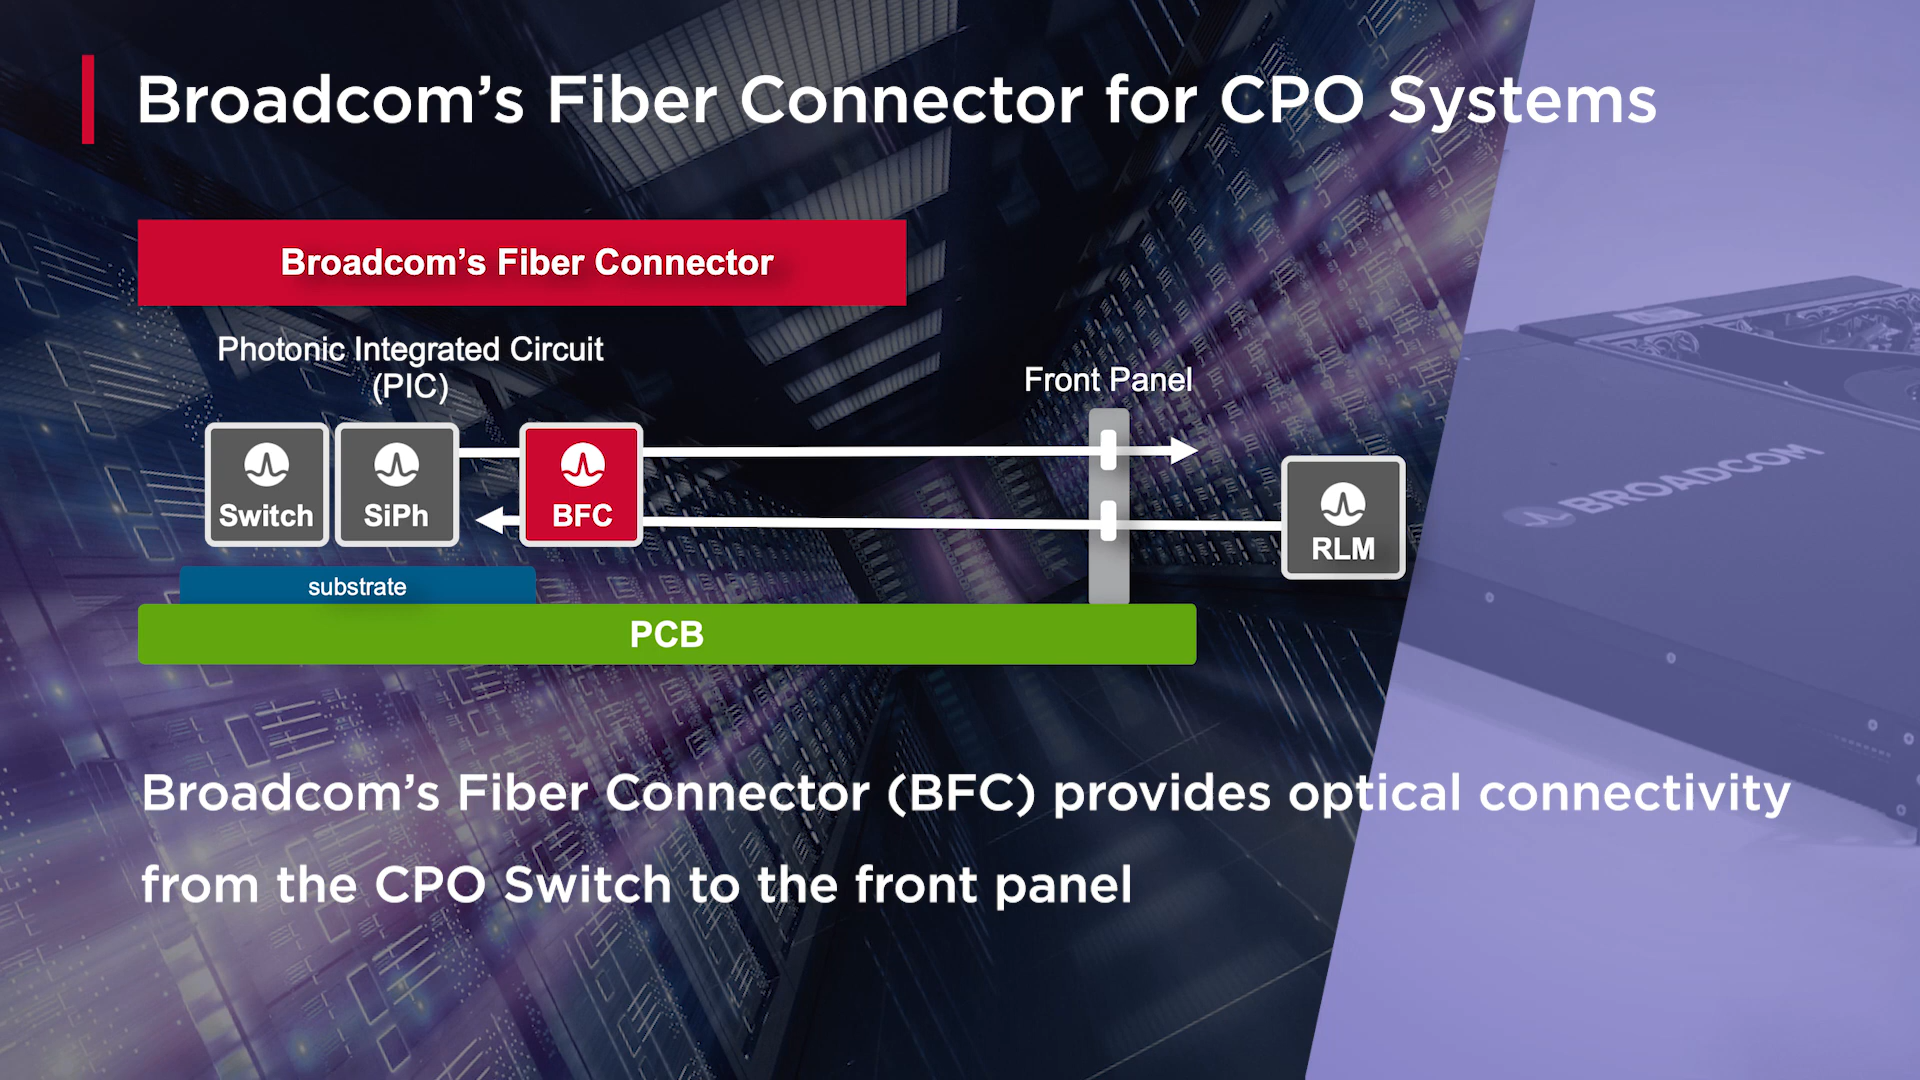 Broadcom’s Fiber Connector for CPO Systems
Broadcom’s Fiber Connector
Photonic Integrated Circuit
(PIC)
Front Panel
Switch
SiPh
BFC
RLM
substrate
PCB
BROADCOM
Broadcom’s Fiber Connector (BFC) provides optical connectivity
from the CPO Switch to the front panel